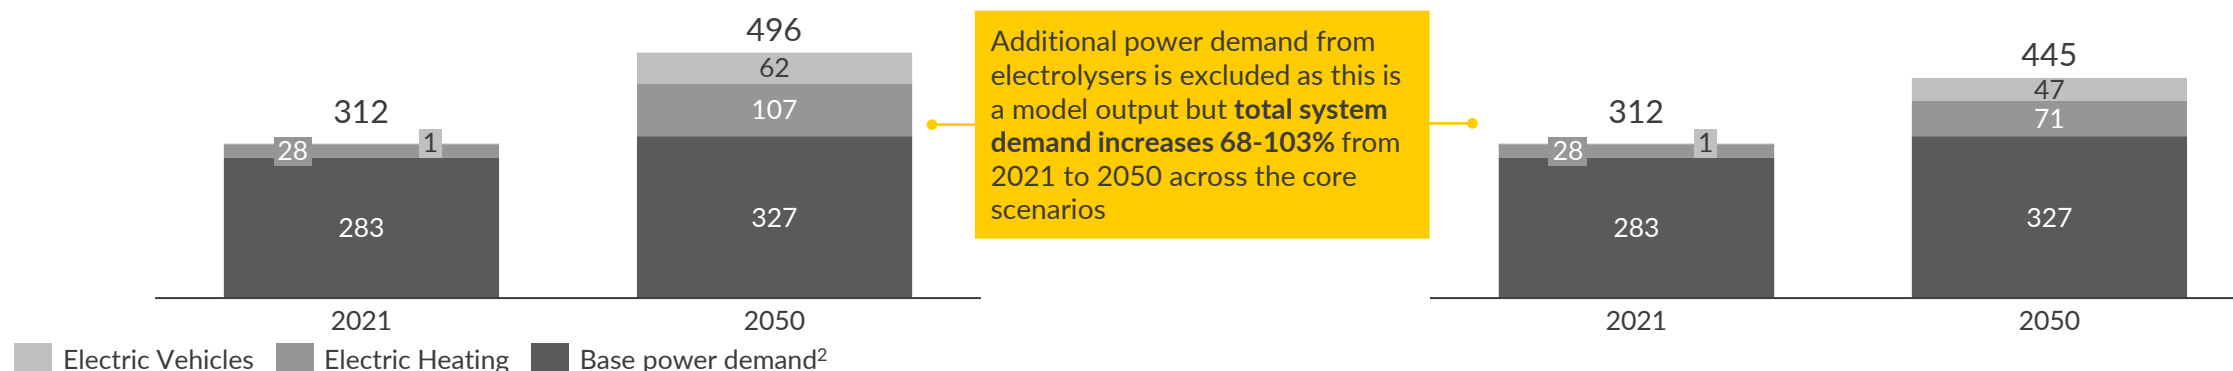 496
62
107
327
312
28
1
283
2021
2050
Additional power demand from
electrolysers is excluded as this is
a model output but total system
demand increases 68-103% from
2021 to 2050 across the core
scenarios
445
47
71
327
312
28
1
283
2021
2050
Electric Vehicles
Electric Heating
Base power demand²